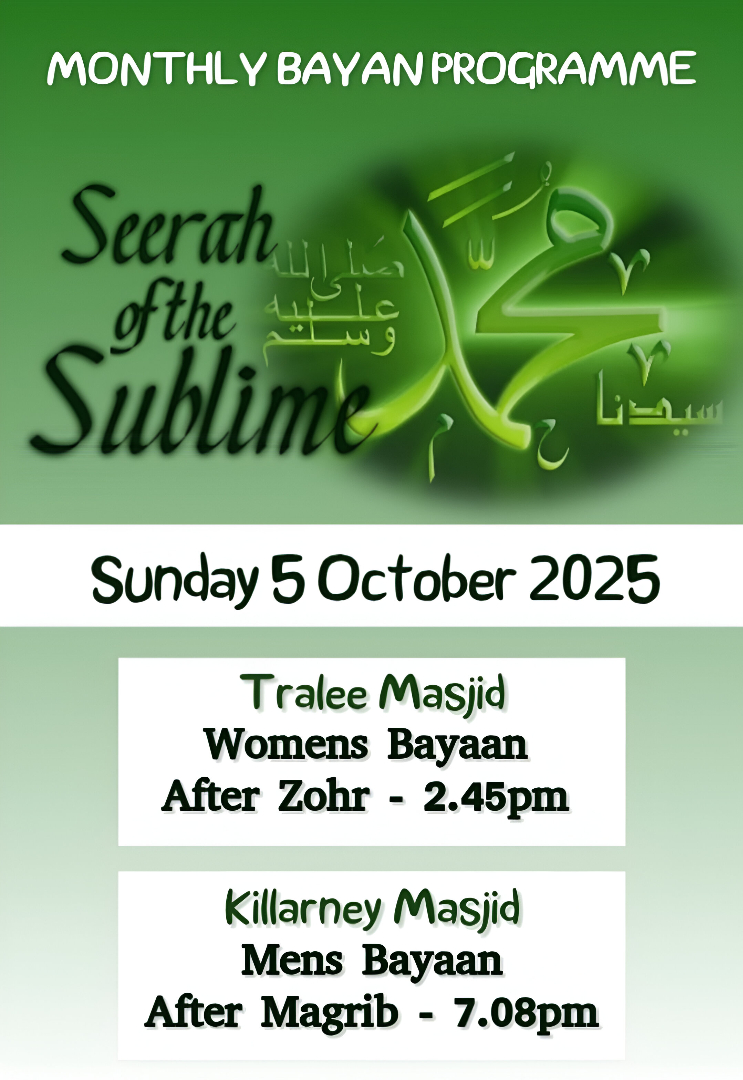 MONTHLY BAYAN PROGRAMME
Seerah
of the
Sublime
صلى الله
عليه
وسلم
محمد
سيدنا
Sunday 5 October 2025
Tralee Masjid
Womens Bayaan
After Zohr - 2.45pm
Killarney Masjid
Mens Bayaan
After Magrib - 7.08pm